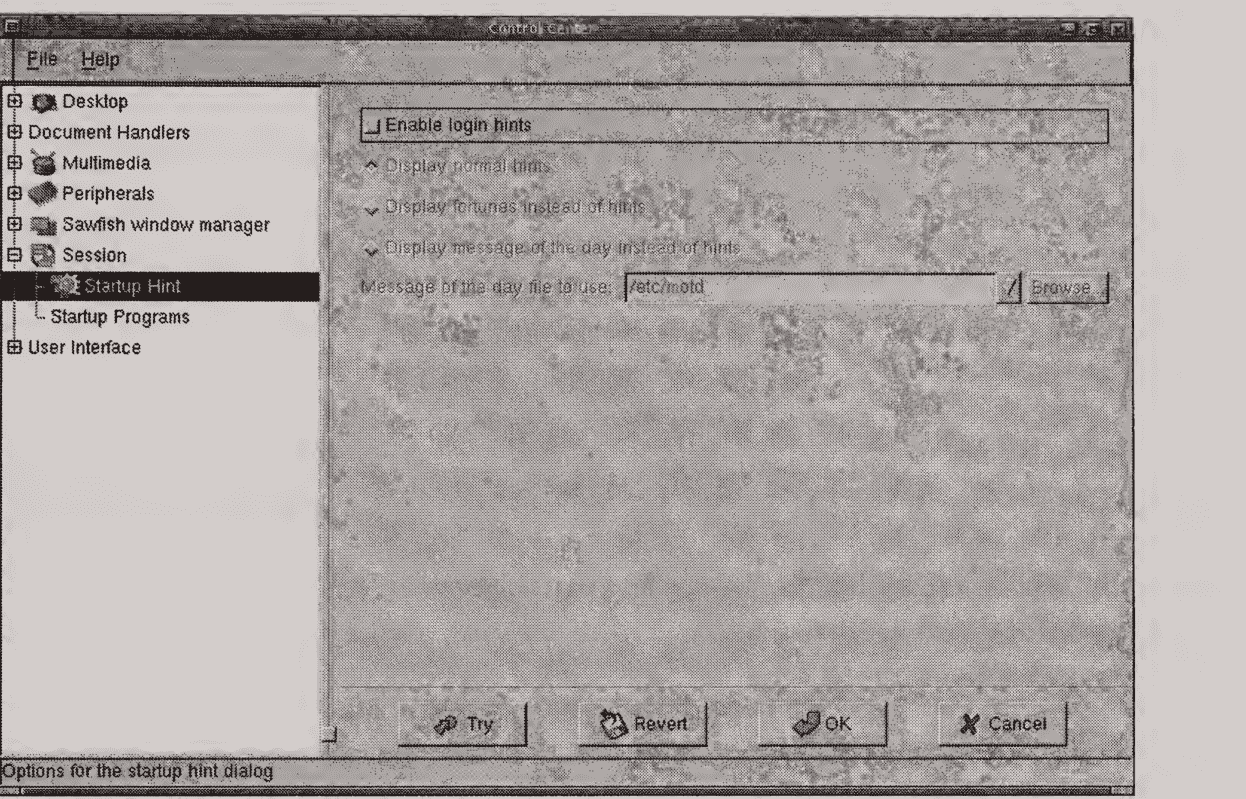 Control Center
File Help
Desktop
Document Handlers
Multimedia
Peripherals
Sawfish window manager
Session
Startup Hint
Startup Programs
User Interface
Enable login hints
Display normal hints
Display fortunes instead of hints
Display message of the day instead of hints
Message of the day file to use: /etc/motd Browse...
Try Revert OK Cancel
Options for the startup hint dialog